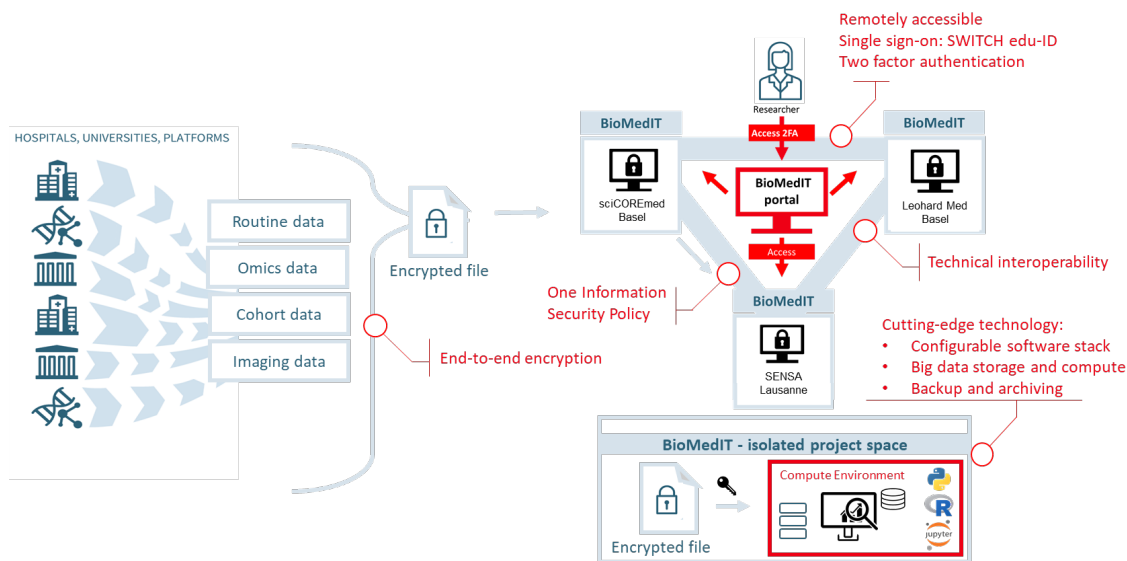 Remotely accessible
Single sign-on: SWITCH edu-ID
Two factor authentication
Researcher
HOSPITALS, UNIVERSITIES, PLATFORMS
Routine data
Omics data
Cohort data
Imaging data
Encrypted file
End-to-end encryption
BioMedIT
sciCOREmed
Basel
Access 2FA
BioMedIT
portal
Access
BioMedIT
Leohard Med
Basel
Technical interoperability
One Information
Security Policy
BioMedIT
SENSA
Lausanne
Cutting-edge technology:
• Configurable software stack
• Big data storage and compute
• Backup and archiving
BioMedIT - isolated project space
Encrypted file
Compute Environment
R
jupyter